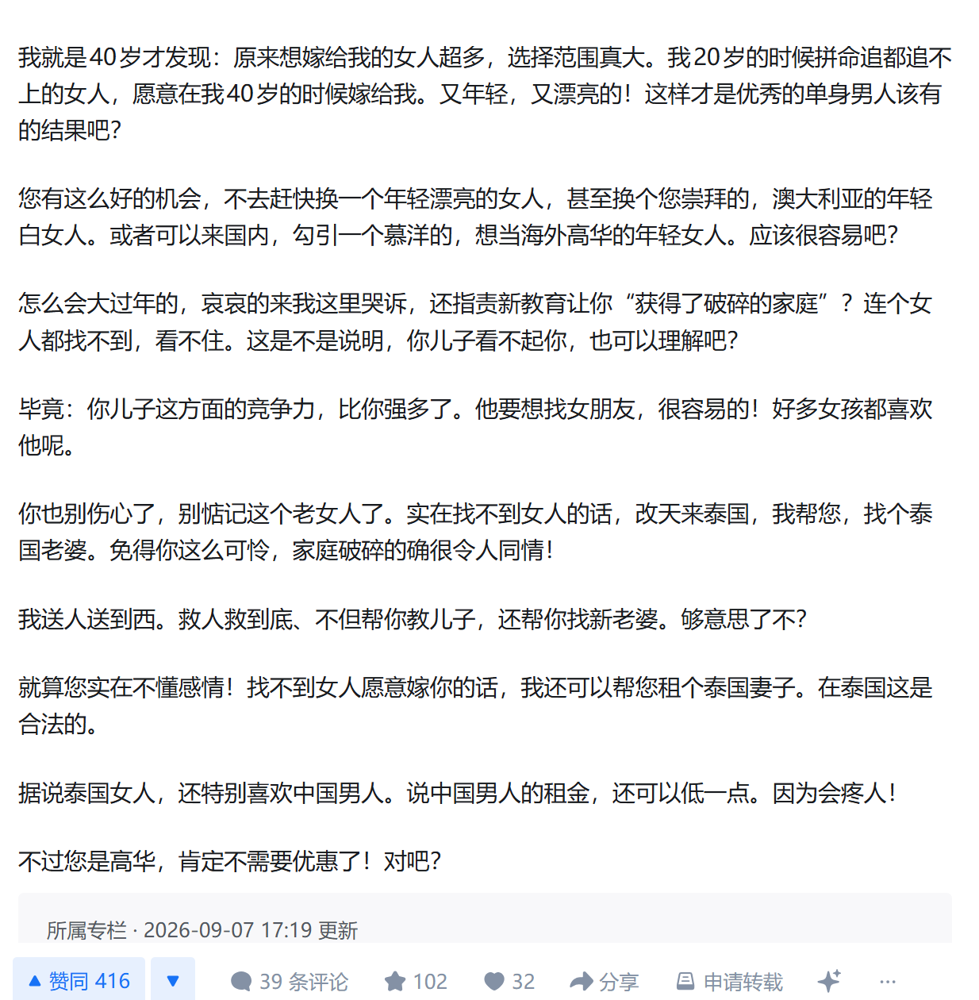 我就是40岁才发现：原来想嫁给我的女人超多，选择范围真大。我20岁的时候拼命追都追不
上的女人，愿意在我40岁的时候嫁给我。又年轻，又漂亮的！这样才是优秀的单身男人该有
的结果吧？
您有这么好的机会，不去赶快换一个年轻漂亮的女人，甚至换个您崇拜的，澳大利亚的年轻
白女人。或者可以来国内，勾引一个慕洋的，想当海外高华的年轻女人。应该很容易吧？
怎么会大过年的，哀哀的来我这里哭诉，还指责新教育让你“获得了破碎的家庭”？连个女
人都找不到，看不住。这是不是说明，你儿子看不起你，也可以理解吧？
毕竟：你儿子这方面的竞争力，比你强多了。他要想找女朋友，很容易的！好多女孩都喜欢
他呢。
你也别伤心了，别惦记这个老女人了。实在找不到女人的话，改天来泰国，我帮您，找个泰
国老婆。免得你这么可怜，家庭破碎的确很令人同情！
我送人送到西。救人救到底、不但帮你教儿子，还帮你找新老婆。够意思了不？
就算您实在不懂感情！找不到女人愿意嫁你的话，我还可以帮您租个泰国妻子。在泰国这是
合法的。
据说泰国女人，还特别喜欢中国男人。说中国男人的租金，还可以低一点。因为会疼人！
不过您是高华，肯定不需要优惠了！对吧？
所属专栏 · 2026-09-07 17:19 更新
赞同 416 39 条评论 102 32 分享 申请转载